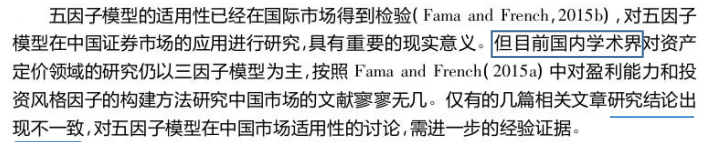 五因子模型的适用性已经在国际市场得到检验(Fama and French,2015b),对五因子
模型在中国证券市场的应用进行研究,具有重要的现实意义。但目前国内学术界对资产
定价领域的研究仍以三因子模型为主,按照 Fama and French(2015a)中对盈利能力和投
资风格因子的构建方法研究中国市场的文献寥寥无几。仅有的几篇相关文章研究结论出
现不一致,对五因子模型在中国市场适用性的讨论,需进一步的经验证据。